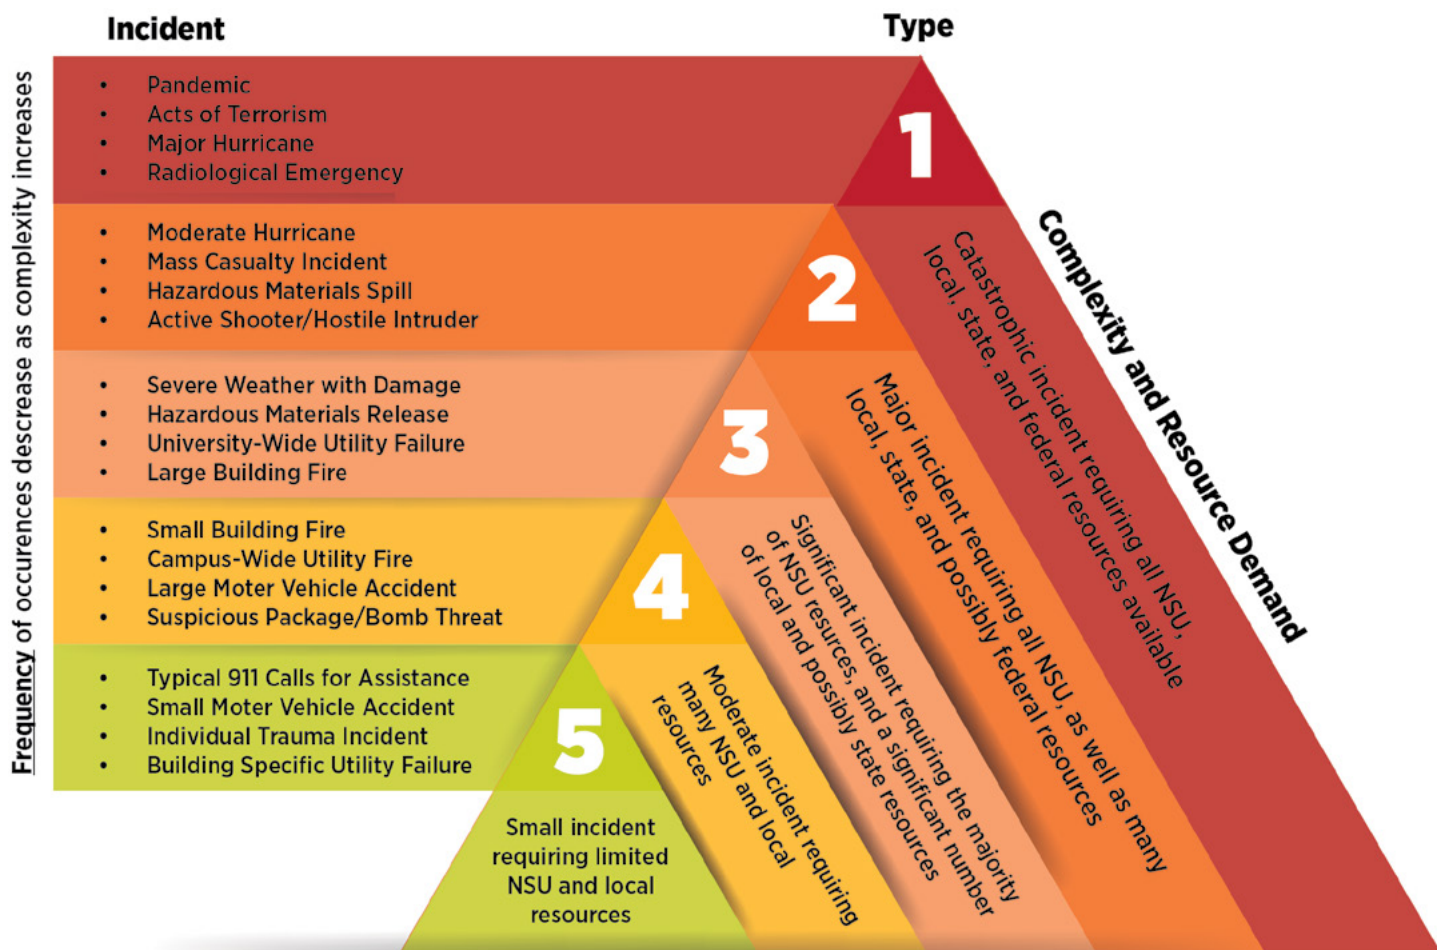 Incident
Type
Frequency of occurences descrease as complexity increases
• Pandemic
• Acts of Terrorism
• Major Hurricane
• Radiological Emergency
1
• Moderate Hurricane
• Mass Casualty Incident
• Hazardous Materials Spill
• Active Shooter/Hostile Intruder
2
• Severe Weather with Damage
• Hazardous Materials Release
• University-Wide Utility Failure
• Large Building Fire
3
• Small Building Fire
• Campus-Wide Utility Fire
• Large Moter Vehicle Accident
• Suspicious Package/Bomb Threat
4
• Typical 911 Calls for Assistance
• Small Moter Vehicle Accident
• Individual Trauma Incident
• Building Specific Utility Failure
5
Small incident
requiring limited
NSU and local
resources
Moderate incident requiring
many NSU and local
resources
Significant incident requiring the majority
of NSU resurces, and a significant number
of local and possibly state resources
Major incident requiring all NSU, as well as many
local, state, and possibly federal resources
Catastrophic incident requiring all NSU,
local, state, and federal resources available
Complexity and Resource Demand